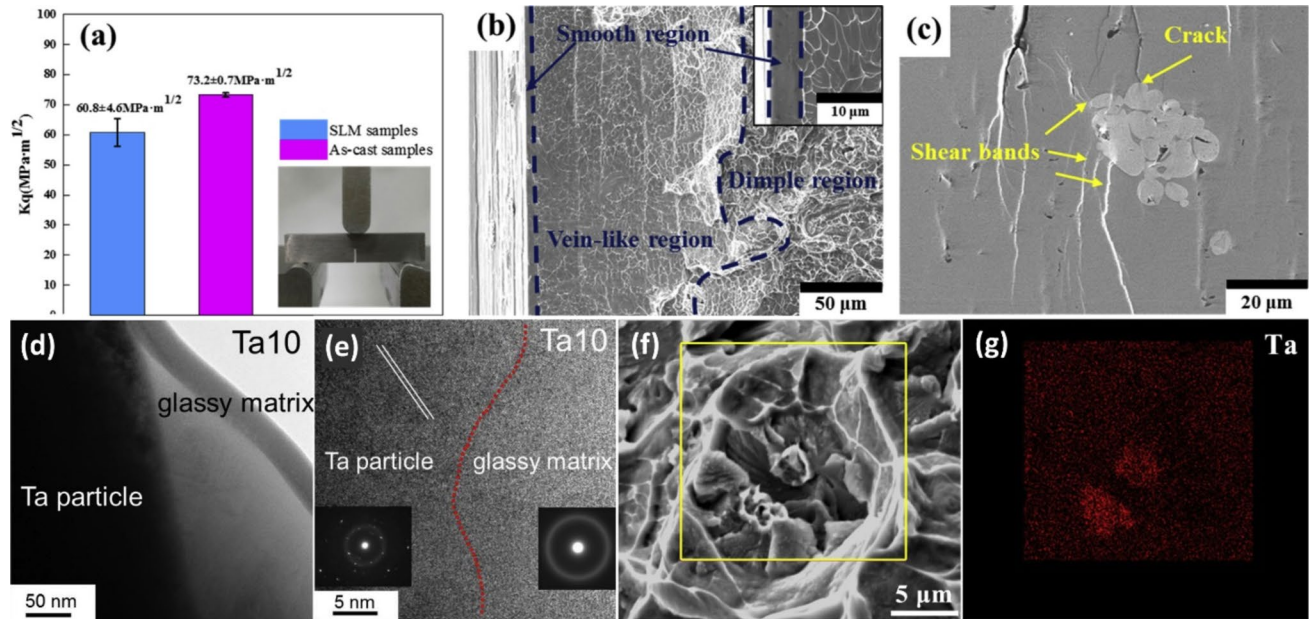 (a)
Kq(MPa·m1/2)
100
90
80
70
60
50
40
30
20
10
0
60.8±4.6MPa·m1/2
73.2±0.7MPa·m1/2
SLM samples
As-cast samples
(b)
Smooth region
10 μm
Dimple region
Vein-like region
50 μm
(c)
Crack
Shear bands
20 μm
(d)
Ta10
glassy matrix
Ta particle
50 nm
(e)
Ta10
Ta particle
glassy matrix
5 nm
(f)
5 μm
(g)
Ta